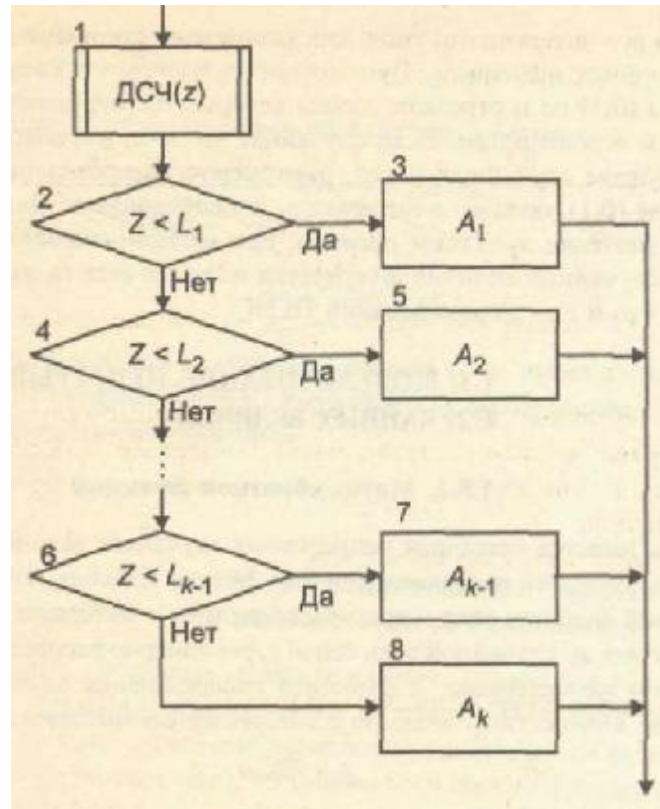 1
ДСЧ(z)
2
Z < L₁
Да
3
A₁
Нет
4
Z < L₂
Да
5
A₂
Нет
6
Z < Lₖ₋₁
Да
7
Aₖ₋₁
Нет
8
Aₖ